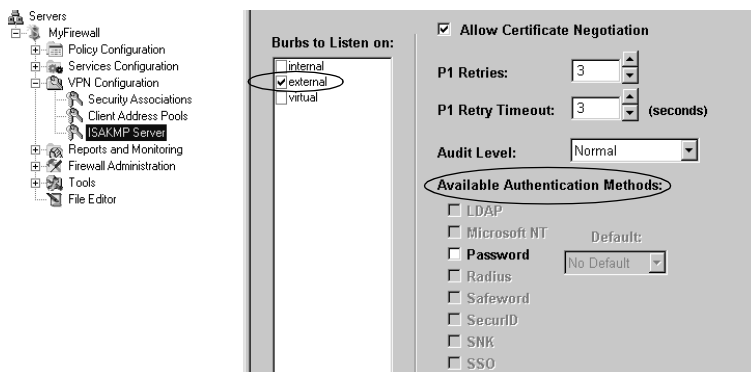 Servers
MyFirewall
Policy Configuration
Services Configuration
VPN Configuration
Security Associations
Client Address Pools
ISAKMP Server
Reports and Monitoring
Firewall Administration
Tools
File Editor
Burbs to Listen on:
internal
external
virtual
Allow Certificate Negotiation
P1 Retries: 3
P1 Retry Timeout: 3 (seconds)
Audit Level: Normal
Available Authentication Methods:
LDAP
Microsoft NT
Password
Radius
Safeword
SecurID
SNK
SSO
Default:
No Default